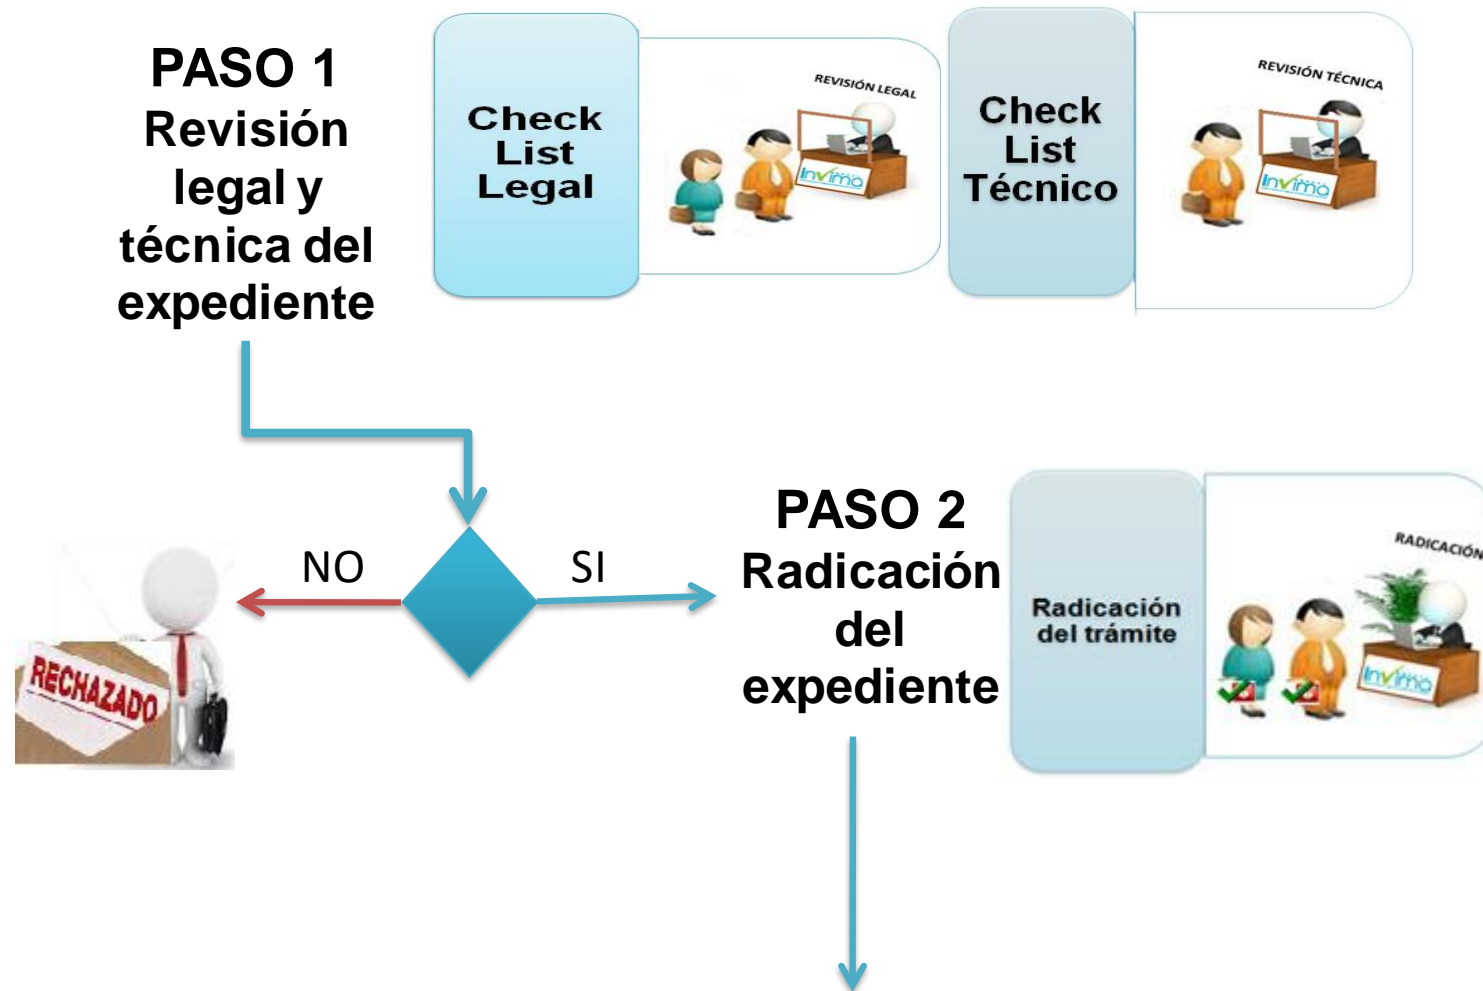 PASO 1
Revisión
legal y
técnica del
expediente
Check
List
Legal
REVISIÓN LEGAL
Invima
Check
List
Técnico
REVISIÓN TÉCNICA
Invima
NO
SI
RECHAZADO
PASO 2
Radicación
del
expediente
Radicación
del trámite
RADICACIÓN
Invima